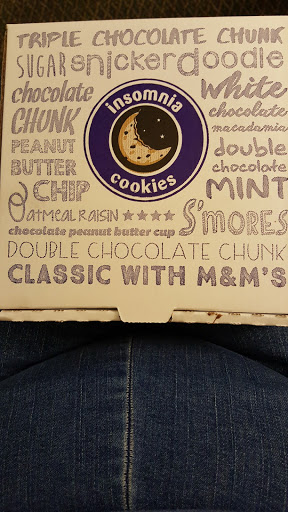 TRIPLE CHOCOLATE CHUNK
SUGAR snickerdoodle
chocolate CHUNK
PEANUT BUTTER CHIP
insomnia cookies
White chocolate macadamia
double chocolate MINT
Oatmeal Raisin ★★★★ S'mores
chocolate peanut butter cup
DOUBLE CHOCOLATE CHUNK
CLASSIC WITH M&M'S